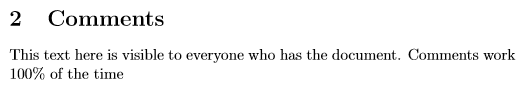 2 Comments
This text here is visible to everyone who has the document. Comments work
100% of the time